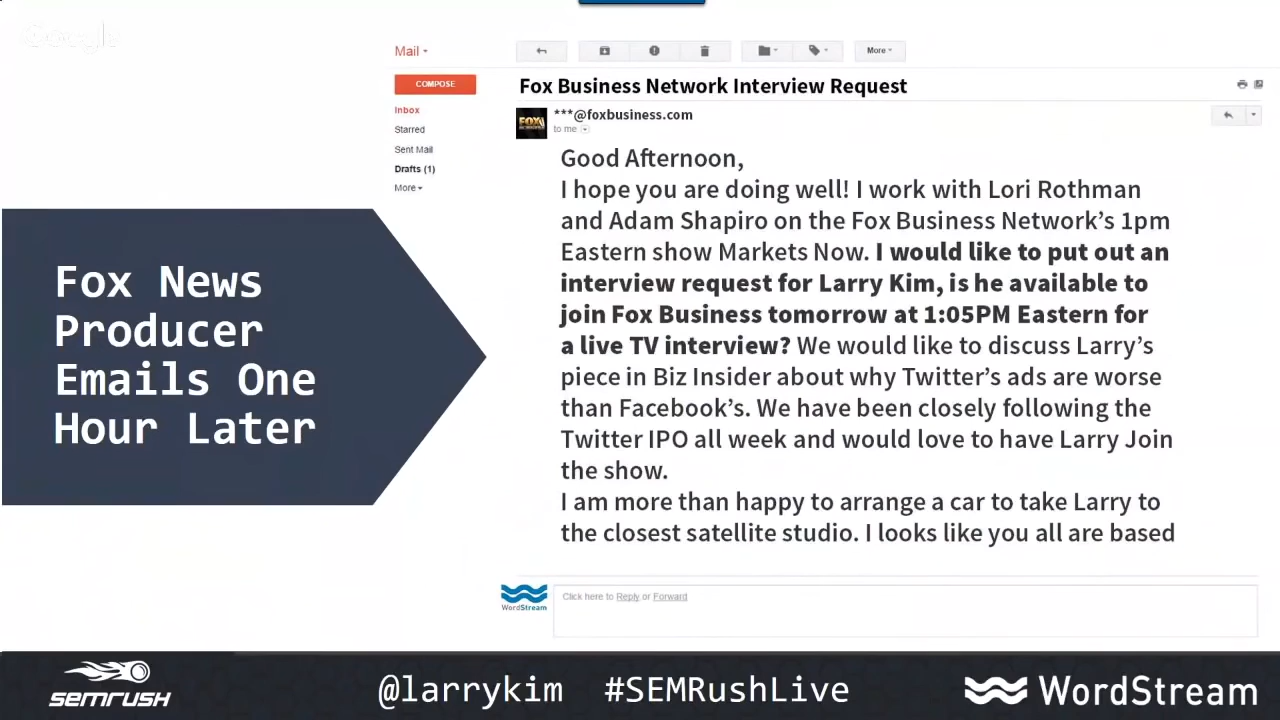 Google
Mail
More
COMPOSE
Fox Business Network Interview Request
Inbox
Starred
Sent Mail
Drafts (1)
More
FOX
***@foxbusiness.com
to me
Good Afternoon,
I hope you are doing well! I work with Lori Rothman
and Adam Shapiro on the Fox Business Network’s 1pm
Eastern show Markets Now. I would like to put out an
interview request for Larry Kim, is he available to
join Fox Business tomorrow at 1:05PM Eastern for
a live TV interview? We would like to discuss Larry’s
piece in Biz Insider about why Twitter’s ads are worse
than Facebook’s. We have been closely following the
Twitter IPO all week and would love to have Larry Join
the show.
I am more than happy to arrange a car to take Larry to
the closest satellite studio. I looks like you all are based
Fox News
Producer
Emails One
Hour Later
WordStream
Click here to Reply or Forward
SEMRUSH
@larrykim
#SEMRushLive
WordStream